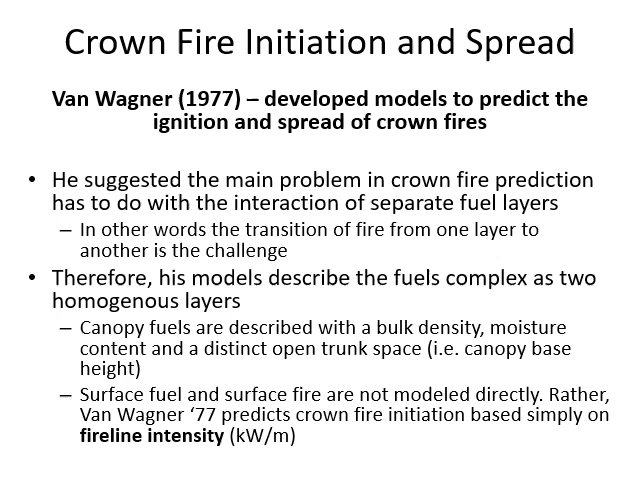 Crown Fire Initiation and Spread
Van Wagner (1977) – developed models to predict the
ignition and spread of crown fires
• He suggested the main problem in crown fire prediction
has to do with the interaction of separate fuel layers
– In other words the transition of fire from one layer to
another is the challenge
• Therefore, his models describe the fuels complex as two
homogenous layers
– Canopy fuels are described with a bulk density, moisture
content and a distinct open trunk space (i.e. canopy base
height)
– Surface fuel and surface fire are not modeled directly. Rather,
Van Wagner ‘77 predicts crown fire initiation based simply on
fireline intensity (kW/m)